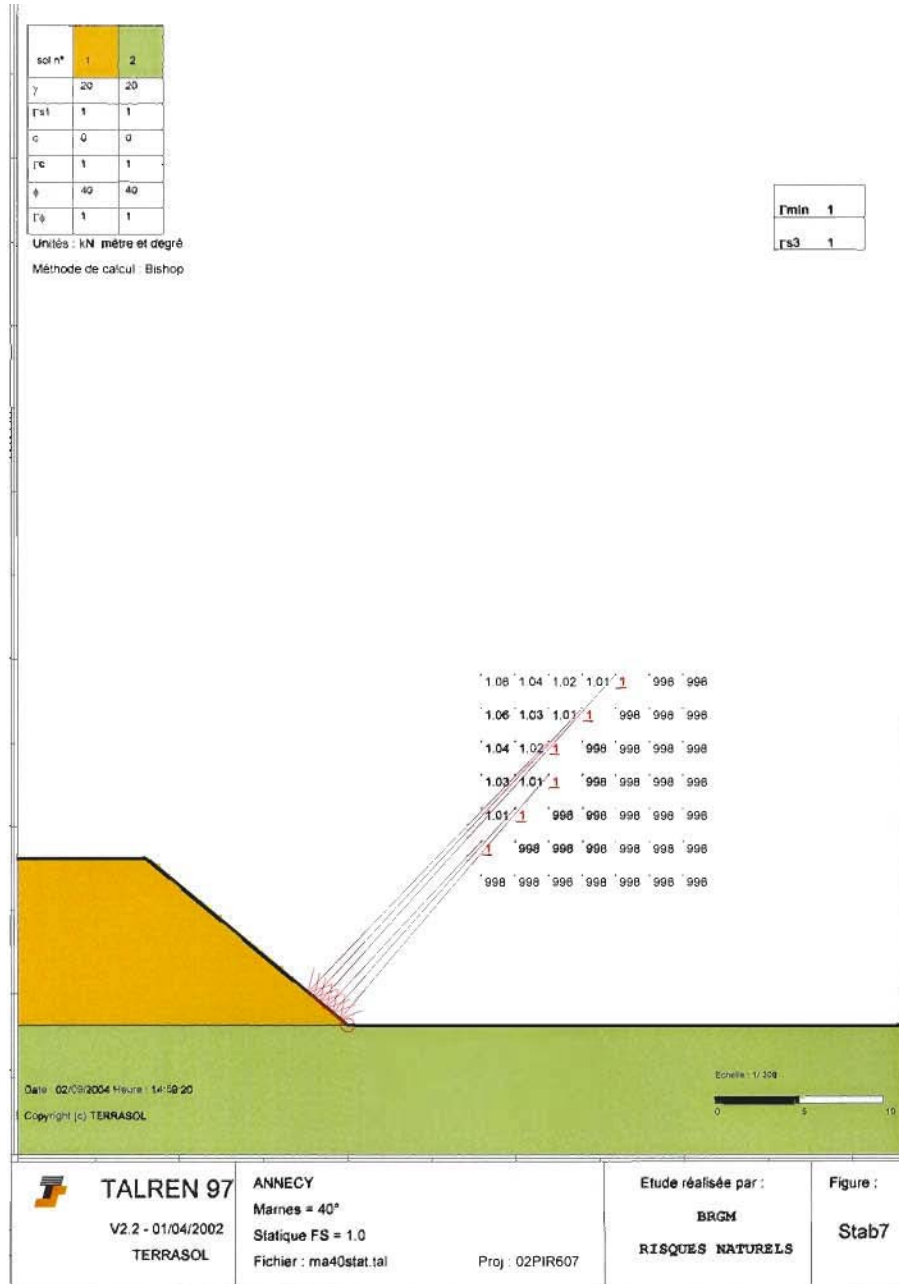 sol n° 1 2
γ 20 20
Γs1 1 1
c 0 0
Γc 1 1
ϕ 40 40
Γϕ 1 1
Unités : kN mètre et degré
Méthode de calcul : Bishop
Γmin 1
Γs3 1
1.06 1.04 1.02 1.01 1 998 998
1.06 1.03 1.01 1 998 998 998
1.04 1.02 1 998 998 998 998
1.03 1.01 1 998 998 998 998
1.01 1 998 998 998 998 998
1 998 998 998 998 998 998
998 998 998 998 998 998 998
Echelle : 1/ 200
0 5 10
Date : 02/09/2004 Heure : 14:59:20
Copyright (c) TERRASOL
TALREN 97
V2.2 - 01/04/2002
TERRASOL
ANNECY
Marnes = 40°
Statique FS = 1.0
Fichier : ma40stat.tal
Proj : 02PIR607
Etude réalisée par :
BRGM
RISQUES NATURELS
Figure :
Stab7